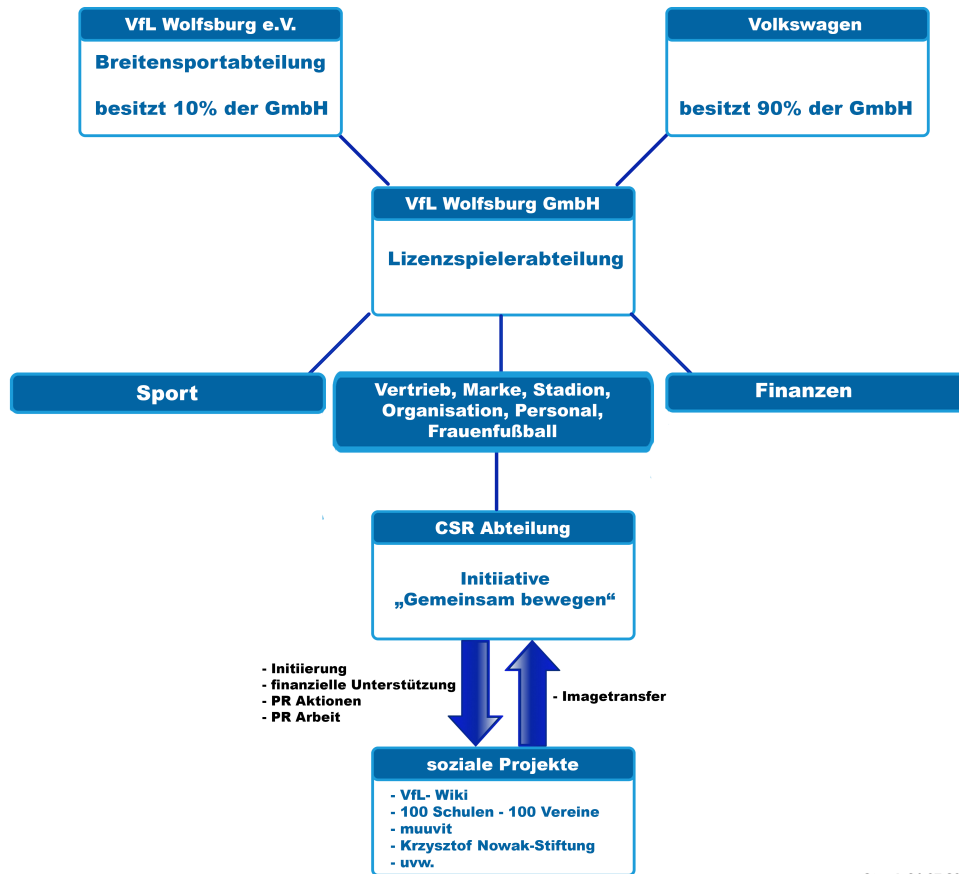 VfL Wolfsburg e.V.
Breitensportabteilung
besitzt 10% der GmbH
Volkswagen
besitzt 90% der GmbH
VfL Wolfsburg GmbH
Lizenzspielerabteilung
Sport
Vertrieb, Marke, Stadion,
Organisation, Personal,
Frauenfußball
Finanzen
CSR Abteilung
Initiiative
„Gemeinsam bewegen“
- Initiierung
- finanzielle Unterstützung
- PR Aktionen
- PR Arbeit
- Imagetransfer
soziale Projekte
- VfL- Wiki
- 100 Schulen - 100 Vereine
- muuvit
- Krzysztof Nowak-Stiftung
- uvw.